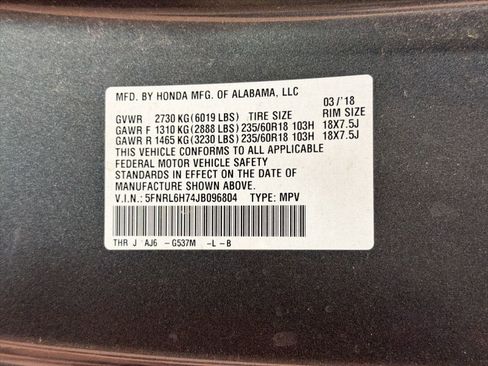 MFD. BY HONDA MFG. OF ALABAMA, LLC 03/'18
GVWR 2730 KG (6019 LBS) TIRE SIZE RIM SIZE
GAWR F 1310 KG (2888 LBS) 235/60R18 103H 18X7.5J
GAWR R 1465 KG (3230 LBS) 235/60R18 103H 18X7.5J
THIS VEHICLE CONFORMS TO ALL APPLICABLE
FEDERAL MOTOR VEHICLE SAFETY
STANDARDS IN EFFECT ON THE DATE OF
MANUFACTURE SHOWN ABOVE.
V.I.N.: 5FNRL6H74JB096804 TYPE: MPV
THR J AJ6 - G537M - L - B